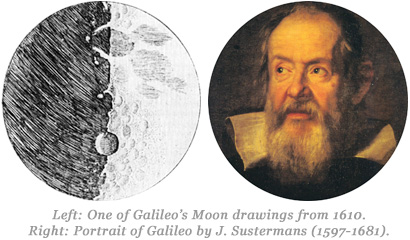 Left: One of Galileo's Moon drawings from 1610.
Right: Portrait of Galileo by J. Sustermans (1597-1681).